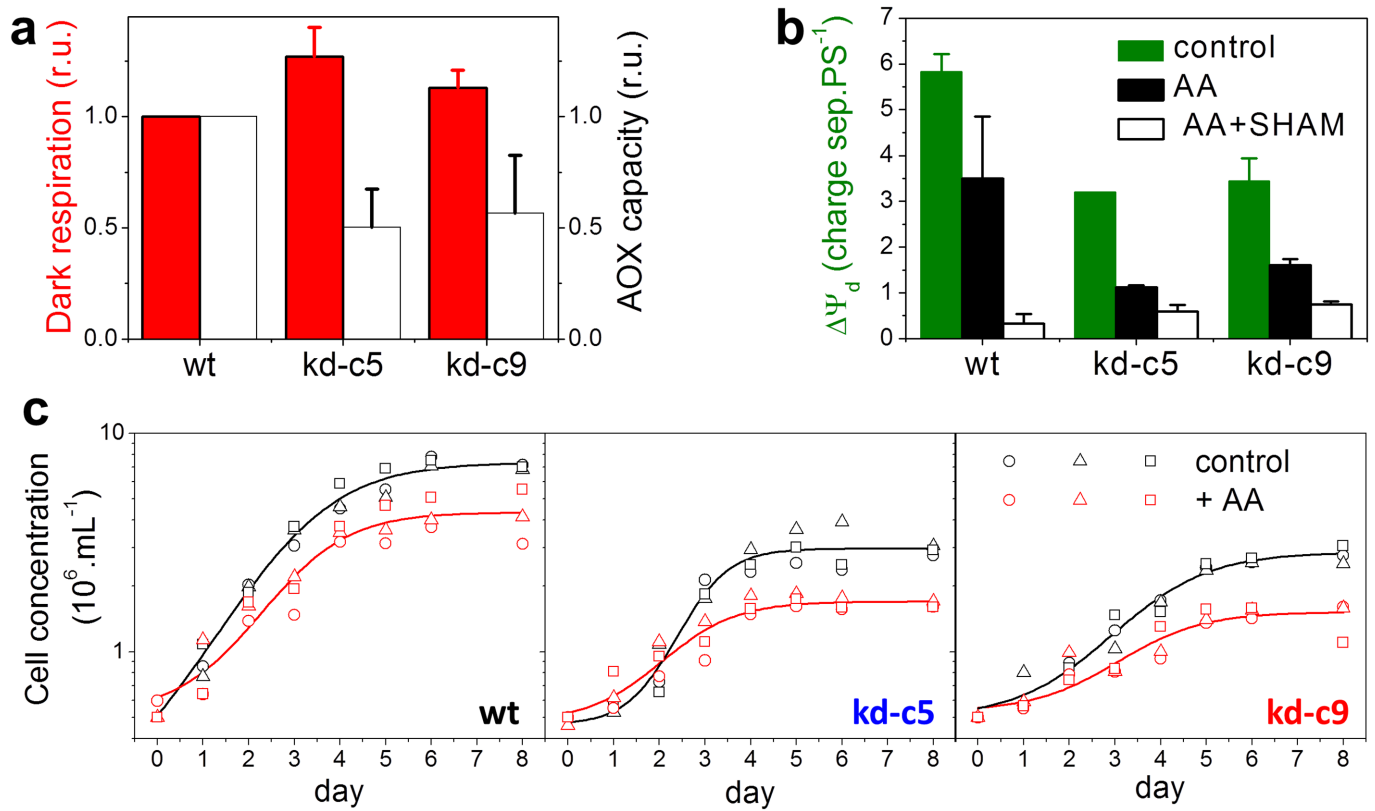 a
Dark respiration (r.u.)
1.0
0.5
0.0
AOX capacity (r.u.)
1.0
0.5
0.0
wt kd-c5 kd-c9
b
ΔΨd (charge sep.PS-1)
7
6
5
4
3
2
1
0
control
AA
AA+SHAM
wt kd-c5 kd-c9
c
Cell concentration
(10⁶.mL⁻¹)
10
1
control
+ AA
wt
kd-c5
kd-c9
0 1 2 3 4 5 6 7 8
0 1 2 3 4 5 6 7 8
0 1 2 3 4 5 6 7 8
day
day
day